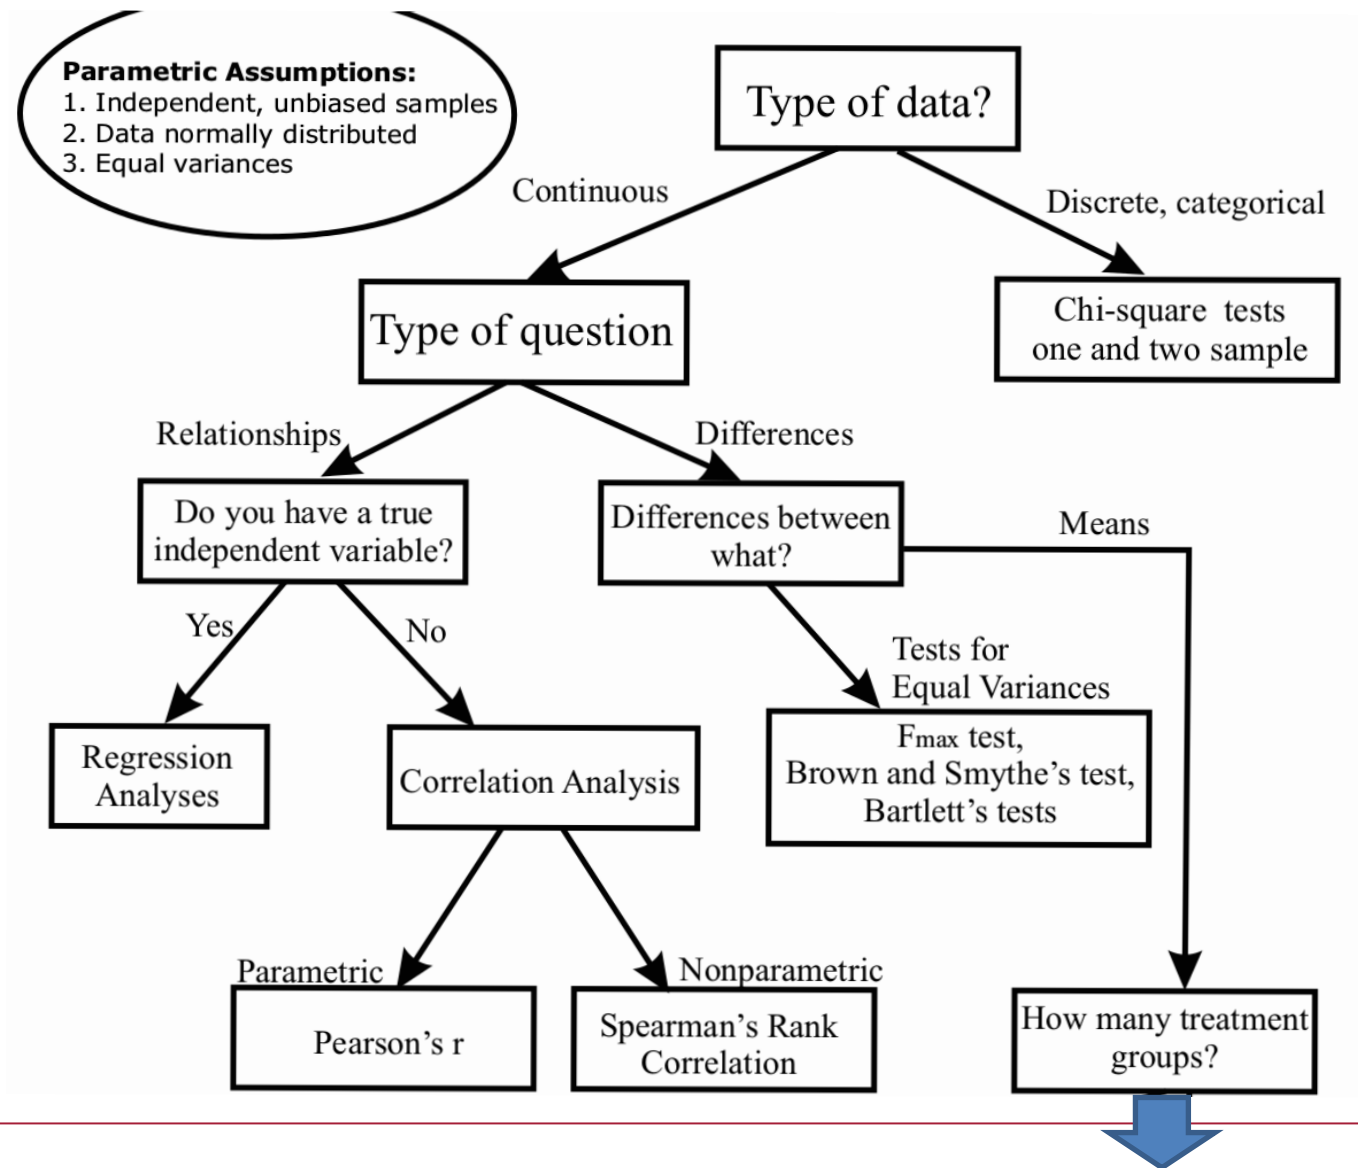 Parametric Assumptions:
1. Independent, unbiased samples
2. Data normally distributed
3. Equal variances
Type of data?
Continuous
Discrete, categorical
Type of question
Chi-square tests
one and two sample
Relationships
Differences
Do you have a true
independent variable?
Differences between
what?
Means
Yes
No
Tests for
Equal Variances
Regression
Analyses
Correlation Analysis
Fmax test,
Brown and Smythe’s test,
Bartlett’s tests
Parametric
Nonparametric
Pearson’s r
Spearman’s Rank
Correlation
How many treatment
groups?